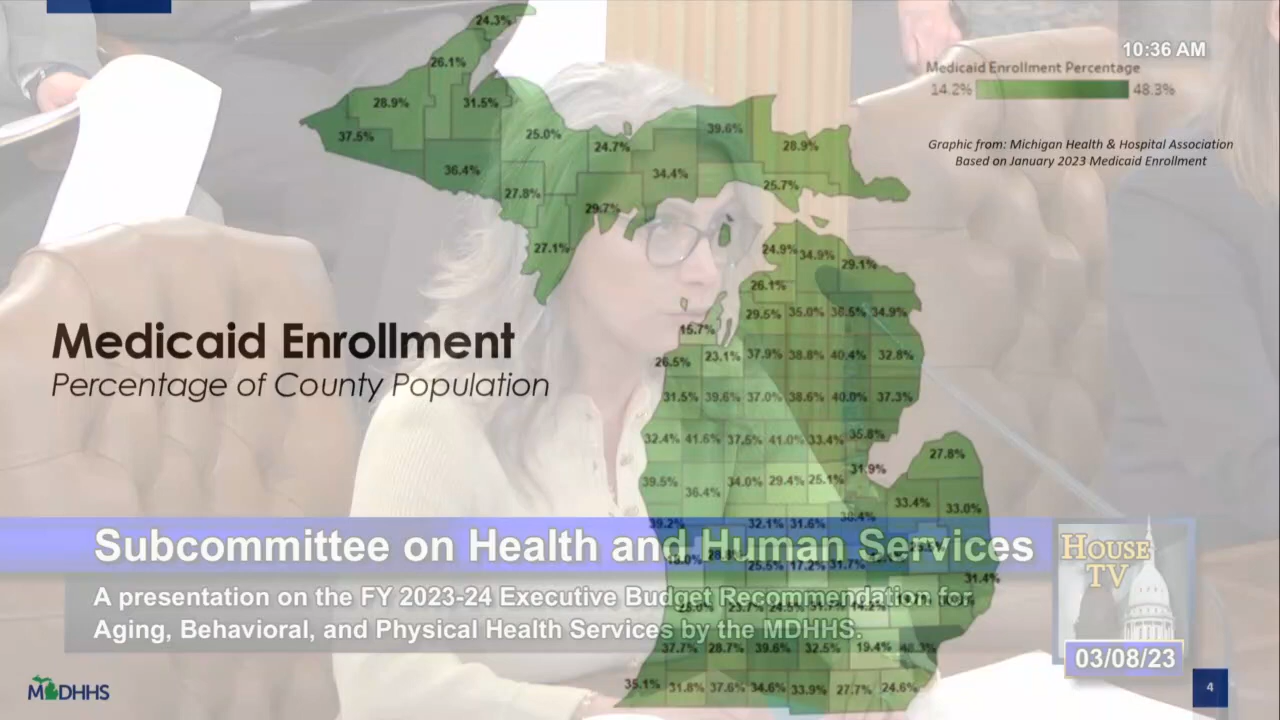 10:36 AM
Medicaid Enrollment Percentage
14.2% 48.3%
Graphic from: Michigan Health & Hospital Association
Based on January 2023 Medicaid Enrollment
24.3%
26.1%
28.9% 31.5%
37.5% 25.0% 24.7% 39.6% 28.9%
36.4% 34.4%
27.8% 25.7%
29.7%
27.1% 24.9% 34.9% 29.1%
26.1%
29.5% 35.0% 34.9%
15.7%
Medicaid Enrollment
Percentage of County Population
26.5% 23.1% 37.9% 38.8% 40.4% 32.8%
31.5% 39.6% 37.0% 38.6% 40.0% 37.3%
32.4% 41.6% 37.5% 41.0% 33.4% 35.8%
27.8%
31.9%
39.5% 36.4% 34.0% 29.4% 25.1%
33.4% 33.0%
39.2% 32.1% 31.6%
Subcommittee on Health and Human Services
25.5% 17.2% 31.7%
31.4%
A presentation on the FY 2023-24 Executive Budget Recommendation for
Aging, Behavioral, and Physical Health Services by the MDHHS.
HOUSE
TV
03/08/23
37.7% 28.7% 39.6% 32.5% 19.4% 48.3%
35.1% 31.8% 37.6% 34.6% 33.9% 27.7% 24.6%
MDHHS
4